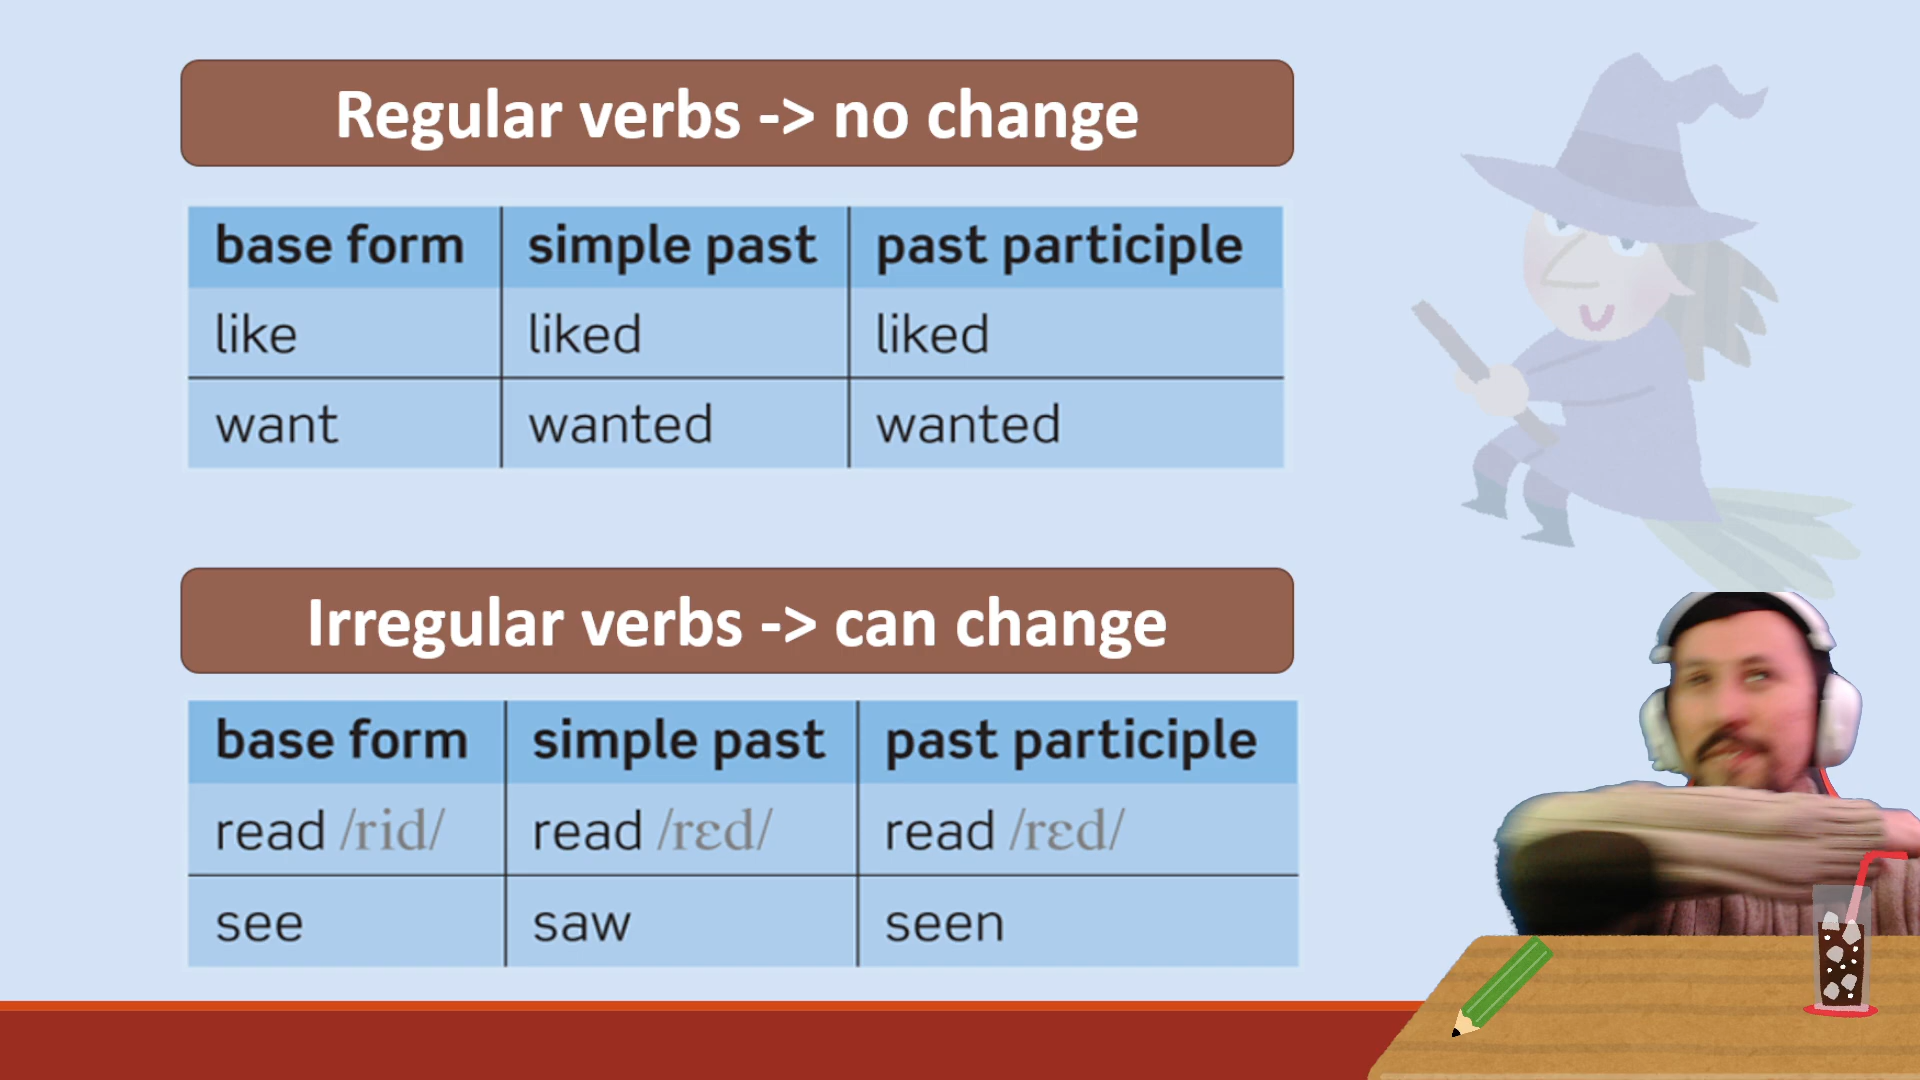 Regular verbs -> no change
base form simple past past participle
like liked liked
want wanted wanted
Irregular verbs -> can change
base form simple past past participle
read /rid/ read /rɛd/ read /rɛd/
see saw seen